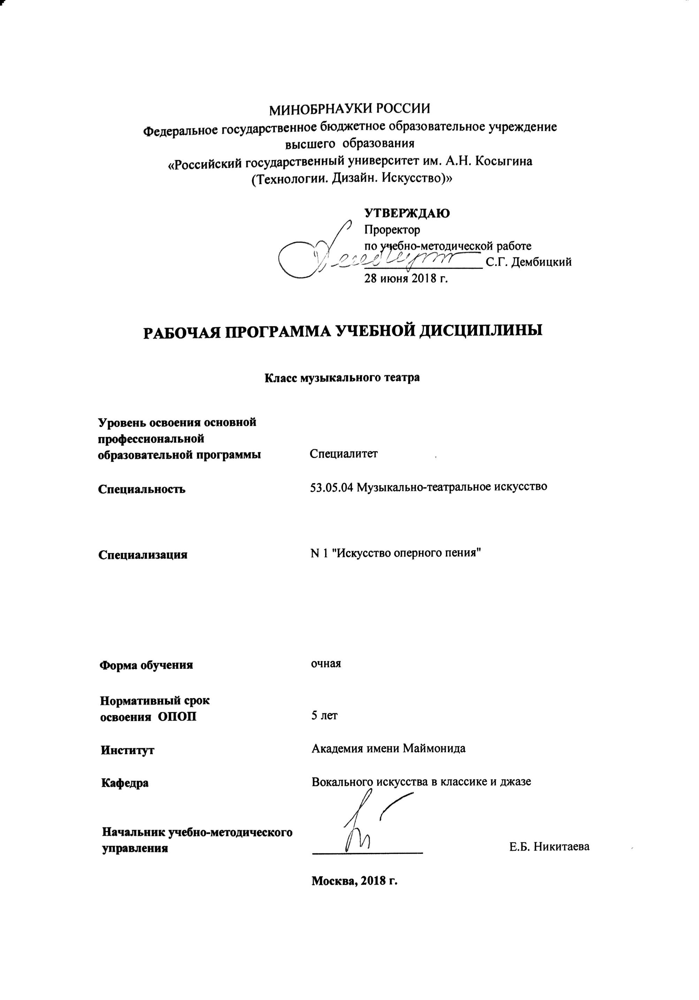 МИНОБРНАУКИ РОССИИ
Федеральное государственное бюджетное образовательное учреждение
высшего образования
«Российский государственный университет им. А.Н. Косыгина
(Технологии. Дизайн. Искусство)»
УТВЕРЖДАЮ
Проректор
по учебно-методической работе
С.Г. Дембицкий
28 июня 2018 г.
РАБОЧАЯ ПРОГРАММА УЧЕБНОЙ ДИСЦИПЛИНЫ
Класс музыкального театра
Уровень освоения основной
профессиональной
образовательной программы Специалитет
Специальность 53.05.04 Музыкально-театральное искусство
Специализация N 1 "Искусство оперного пения"
Форма обучения очная
Нормативный срок
освоения ОПОП 5 лет
Институт Академия имени Маймонида
Кафедра Вокального искусства в классике и джазе
Начальник учебно-методического
управления Е.Б. Никитаева
Москва, 2018 г.